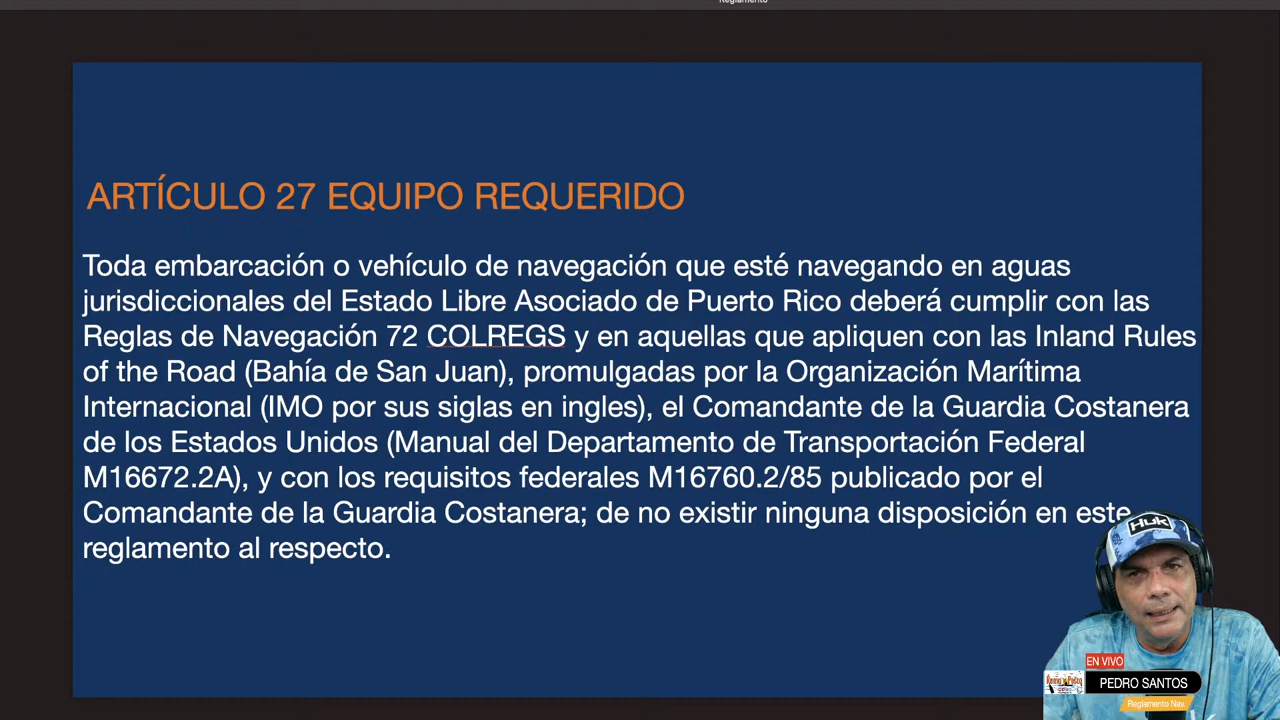 Reglamento
ARTÍCULO 27 EQUIPO REQUERIDO
Toda embarcación o vehículo de navegación que esté navegando en aguas
jurisdiccionales del Estado Libre Asociado de Puerto Rico deberá cumplir con las
Reglas de Navegación 72 COLREGS y en aquellas que apliquen con las Inland Rules
of the Road (Bahía de San Juan), promulgadas por la Organización Marítima
Internacional (IMO por sus siglas en ingles), el Comandante de la Guardia Costanera
de los Estados Unidos (Manual del Departamento de Transportación Federal
M16672.2A), y con los requisitos federales M16760.2/85 publicado por el
Comandante de la Guardia Costanera; de no existir ninguna disposición en este
reglamento al respecto.
HUK
EN VIVO
PEDRO SANTOS
Reglamento Nav.